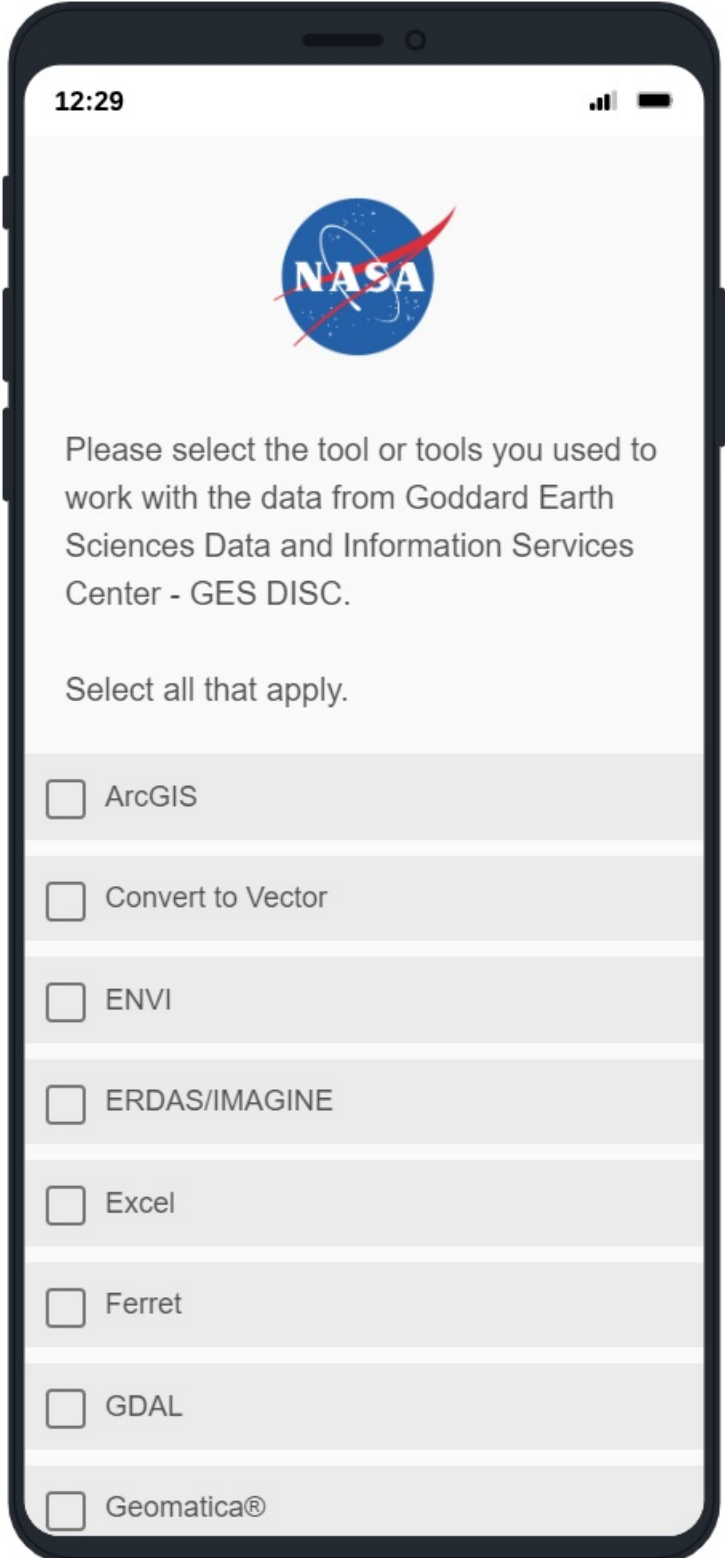 12:29
NASA
Please select the tool or tools you used to
work with the data from Goddard Earth
Sciences Data and Information Services
Center - GES DISC.
Select all that apply.
ArcGIS
Convert to Vector
ENVI
ERDAS/IMAGINE
Excel
Ferret
GDAL
Geomatica®